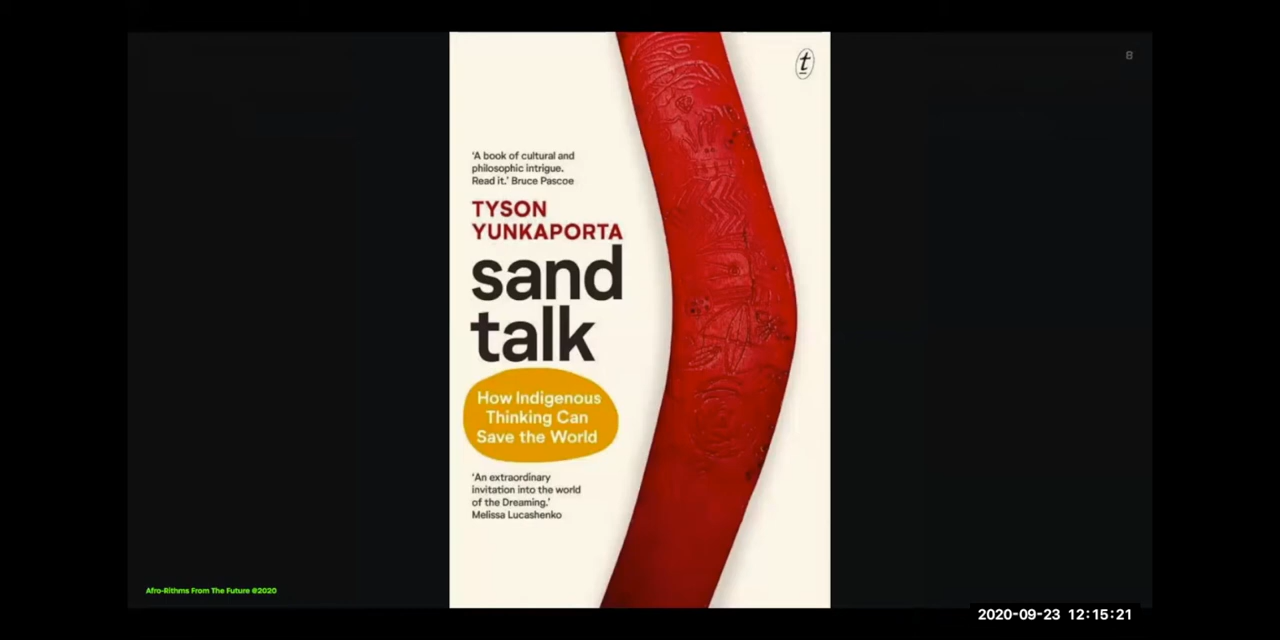 8
t
‘A book of cultural and
philosophic intrigue.
Read it.’ Bruce Pascoe
TYSON
YUNKAPORTA
sand
talk
How Indigenous
Thinking Can
Save the World
‘An extraordinary
invitation into the world
of the Dreaming.’
Melissa Lucashenko
Afro-Rithms From The Future @2020
2020-09-23 12:15:21